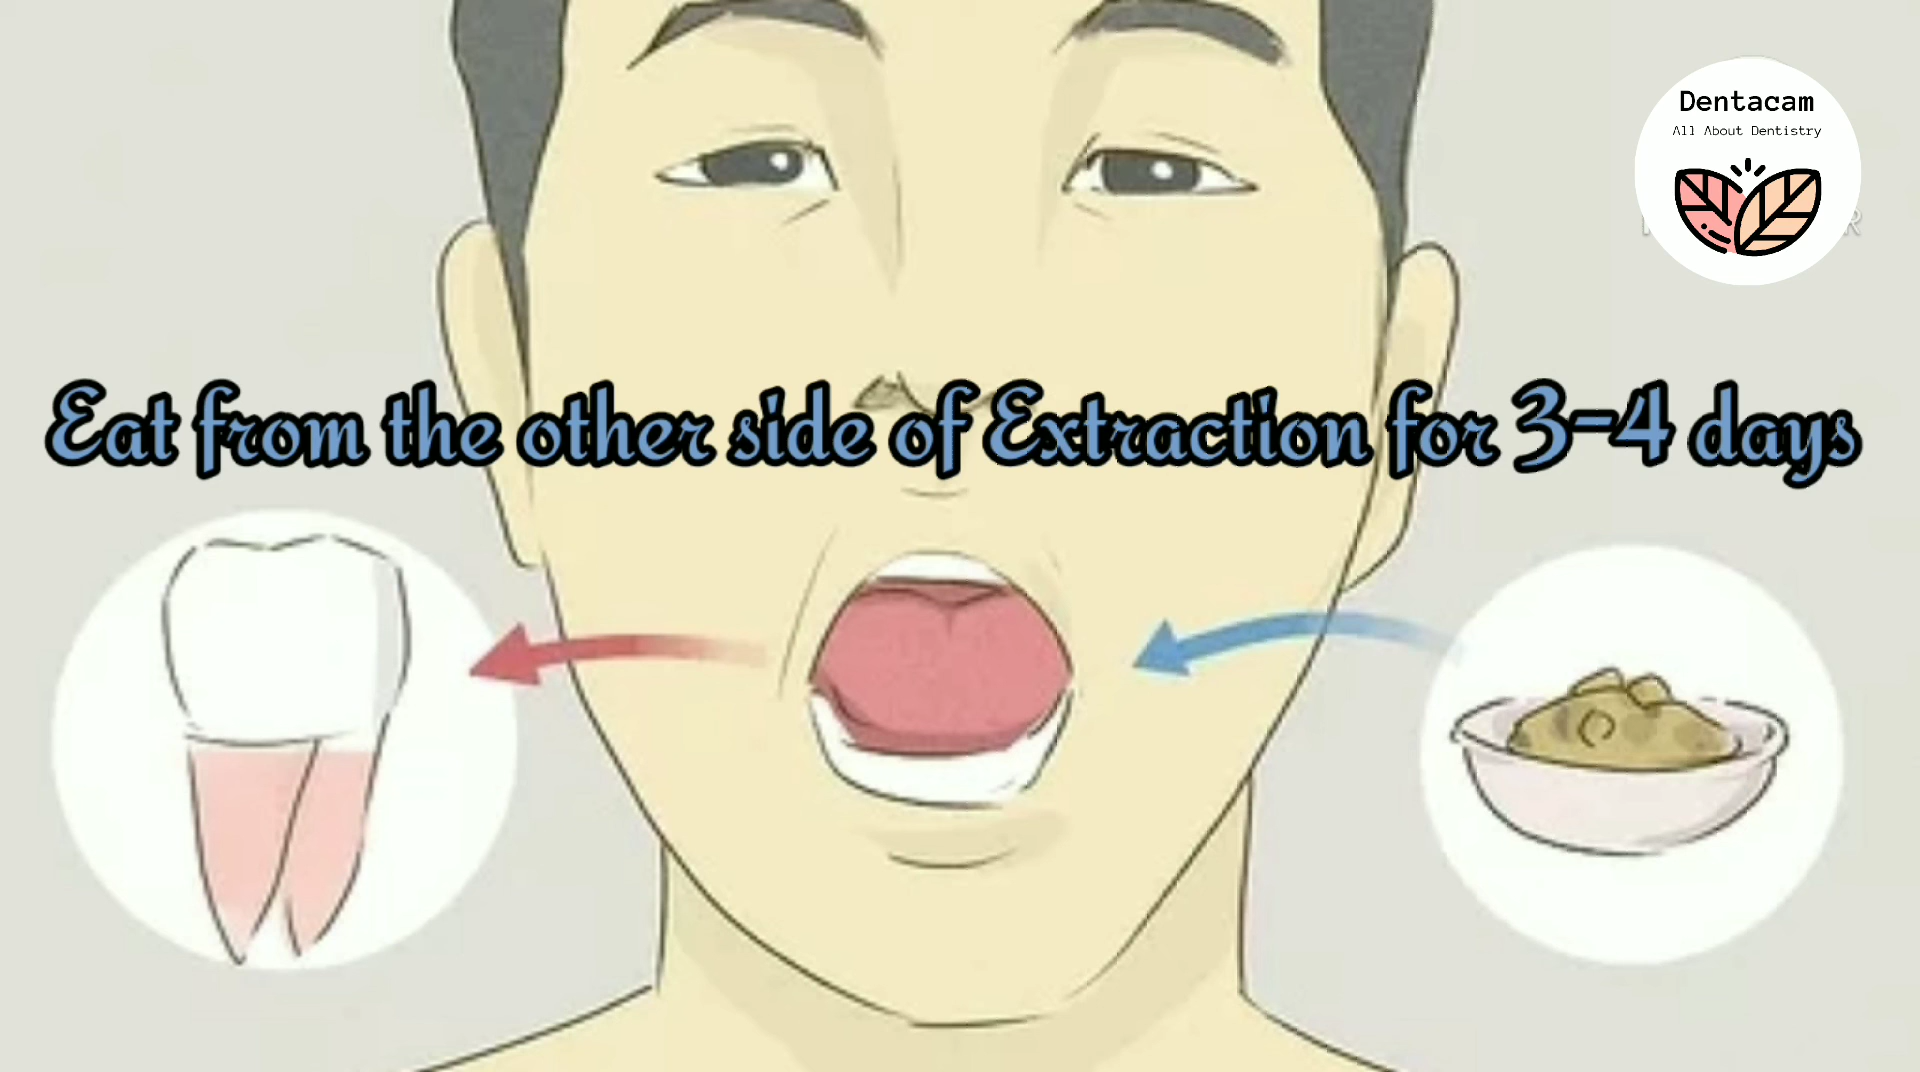 Dentacam
All About Dentistry
Eat from the other side of Extraction for 3-4 days